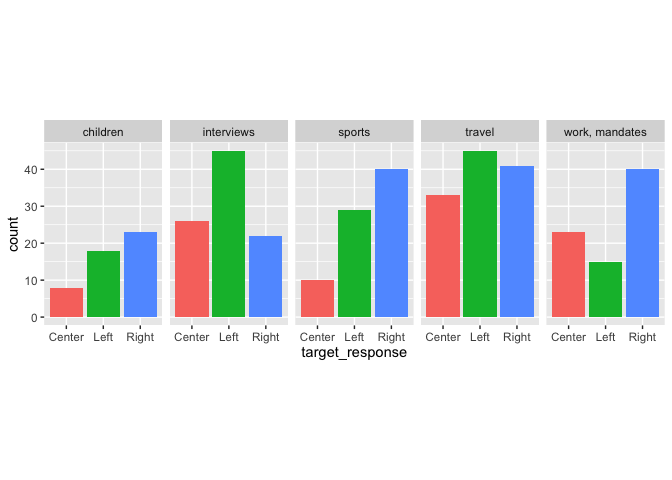 children interviews sports travel work, mandates
count
40
30
20
10
0
Center Left Right Center Left Right Center Left Right Center Left Right Center Left Right
target_response